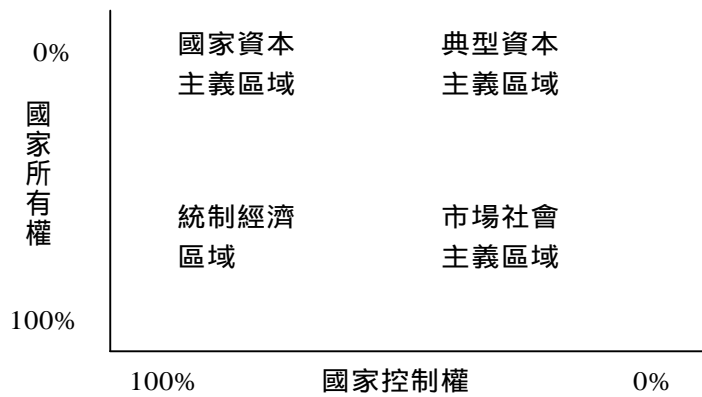 0%
國家資本
主義區域
典型資本
主義區域
國家所有權
統制經濟
區域
市場社會
主義區域
100%
100%
國家控制權
0%